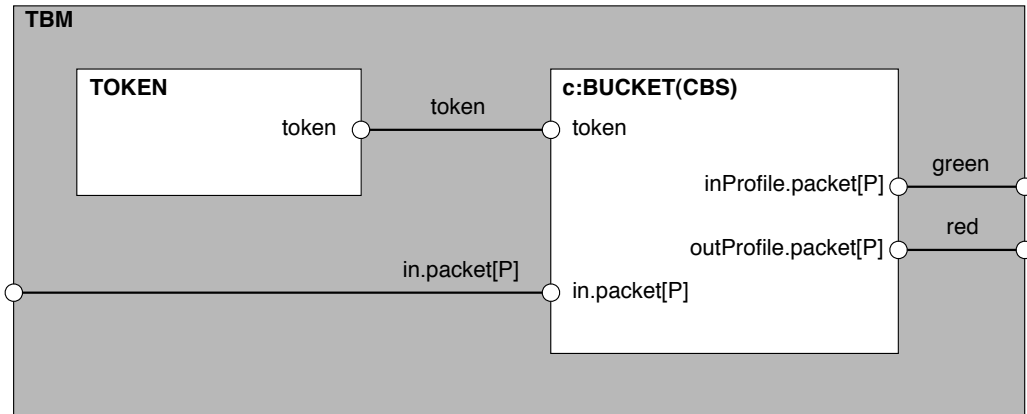 TBM
TOKEN
c:BUCKET(CBS)
token
token
token
inProfile.packet[P]
green
outProfile.packet[P]
red
in.packet[P]
in.packet[P]